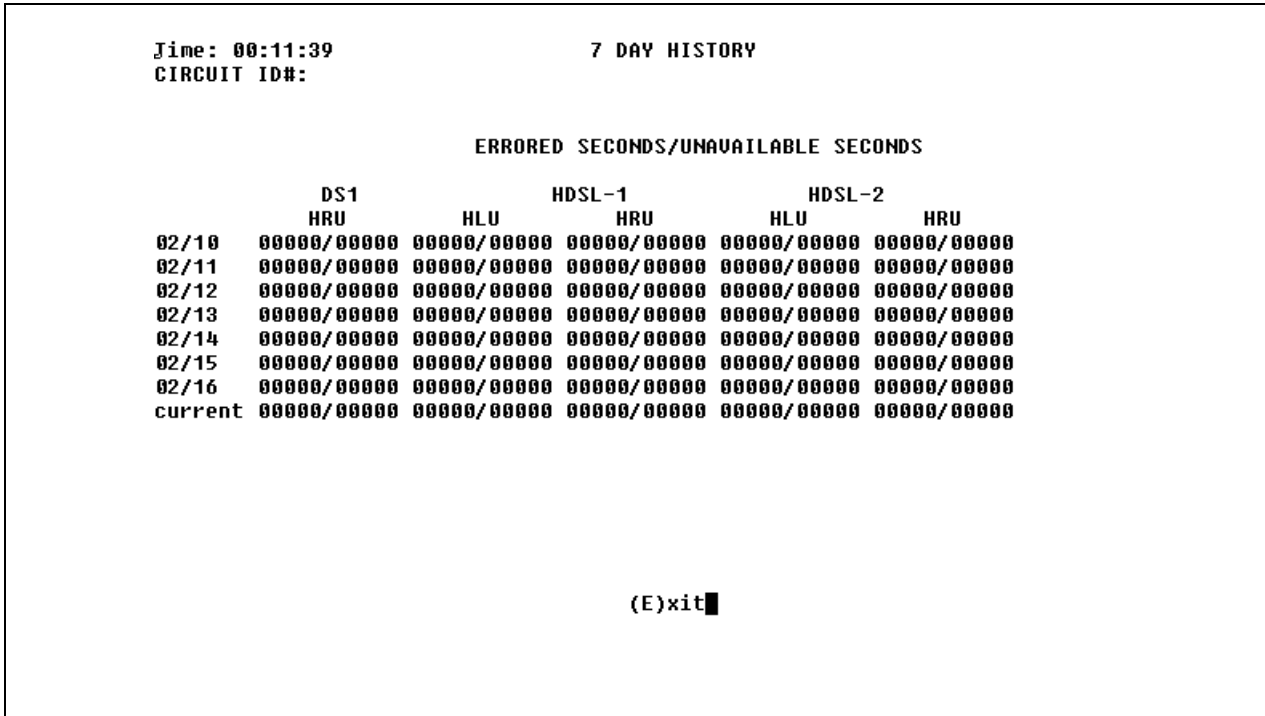 Jime: 00:11:39 7 DAY HISTORY
CIRCUIT ID#:
ERRORED SECONDS/UNAVAILABLE SECONDS
DS1 HDSL-1 HDSL-2
HRU HLU HRU HLU HRU
02/10 00000/00000 00000/00000 00000/00000 00000/00000 00000/00000
02/11 00000/00000 00000/00000 00000/00000 00000/00000 00000/00000
02/12 00000/00000 00000/00000 00000/00000 00000/00000 00000/00000
02/13 00000/00000 00000/00000 00000/00000 00000/00000 00000/00000
02/14 00000/00000 00000/00000 00000/00000 00000/00000 00000/00000
02/15 00000/00000 00000/00000 00000/00000 00000/00000 00000/00000
02/16 00000/00000 00000/00000 00000/00000 00000/00000 00000/00000
current 00000/00000 00000/00000 00000/00000 00000/00000 00000/00000
(E)xit